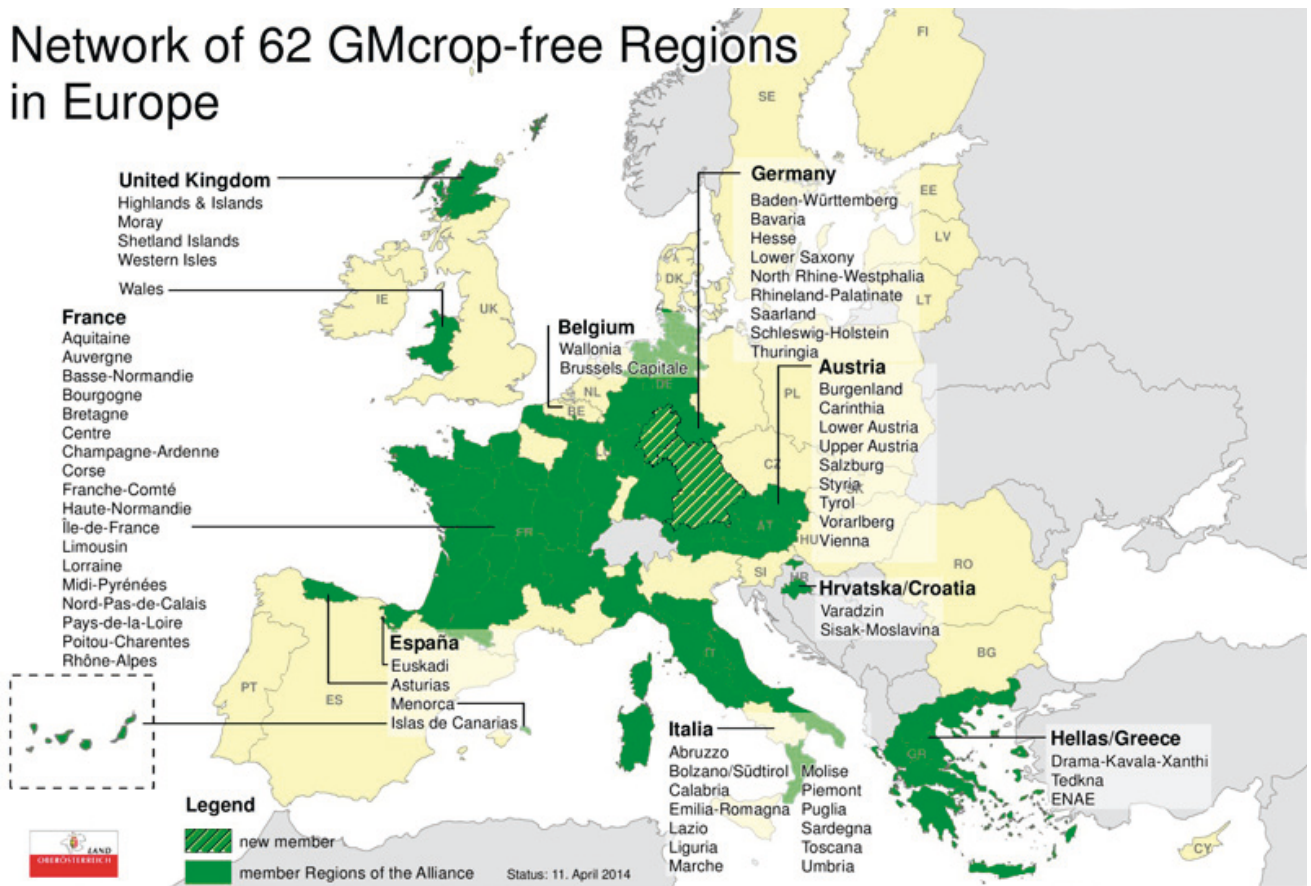 Network of 62 GMcrop-free Regions
in Europe
United Kingdom
Highlands & Islands
Moray
Shetland Islands
Western Isles
Wales
France
Aquitaine
Auvergne
Basse-Normandie
Bourgogne
Bretagne
Centre
Champagne-Ardenne
Corse
Franche-Comté
Haute-Normandie
Île-de-France
Limousin
Lorraine
Midi-Pyrénées
Nord-Pas-de-Calais
Pays-de-la-Loire
Poitou-Charentes
Rhône-Alpes
Belgium
Wallonia
Brussels Capitale
Germany
Baden-Württemberg
Bavaria
Hesse
Lower Saxony
North Rhine-Westphalia
Rhineland-Palatinate
Saarland
Schleswig-Holstein
Thuringia
Austria
Burgenland
Carinthia
Lower Austria
Upper Austria
Salzburg
Styria
Tyrol
Vorarlberg
Vienna
Hrvatska/Croatia
Varadzin
Sisak-Moslavina
España
Euskadi
Asturias
Menorca
Islas de Canarias
Italia
Abruzzo
Bolzano/Südtirol
Calabria
Emilia-Romagna
Lazio
Liguria
Marche
Molise
Piemont
Puglia
Sardegna
Toscana
Umbria
Hellas/Greece
Drama-Kavala-Xanthi
Tedkna
ENAE
FI
SE
EE
LV
LT
DK
IE
UK
NL
BE
DE
PL
CZ
SK
LU
FR
AT
HU
SI
HR
RO
BG
IT
PT
ES
GR
CY
Legend
new member
member Regions of the Alliance
Status: 11. April 2014
LAND
OBERÖSTERREICH